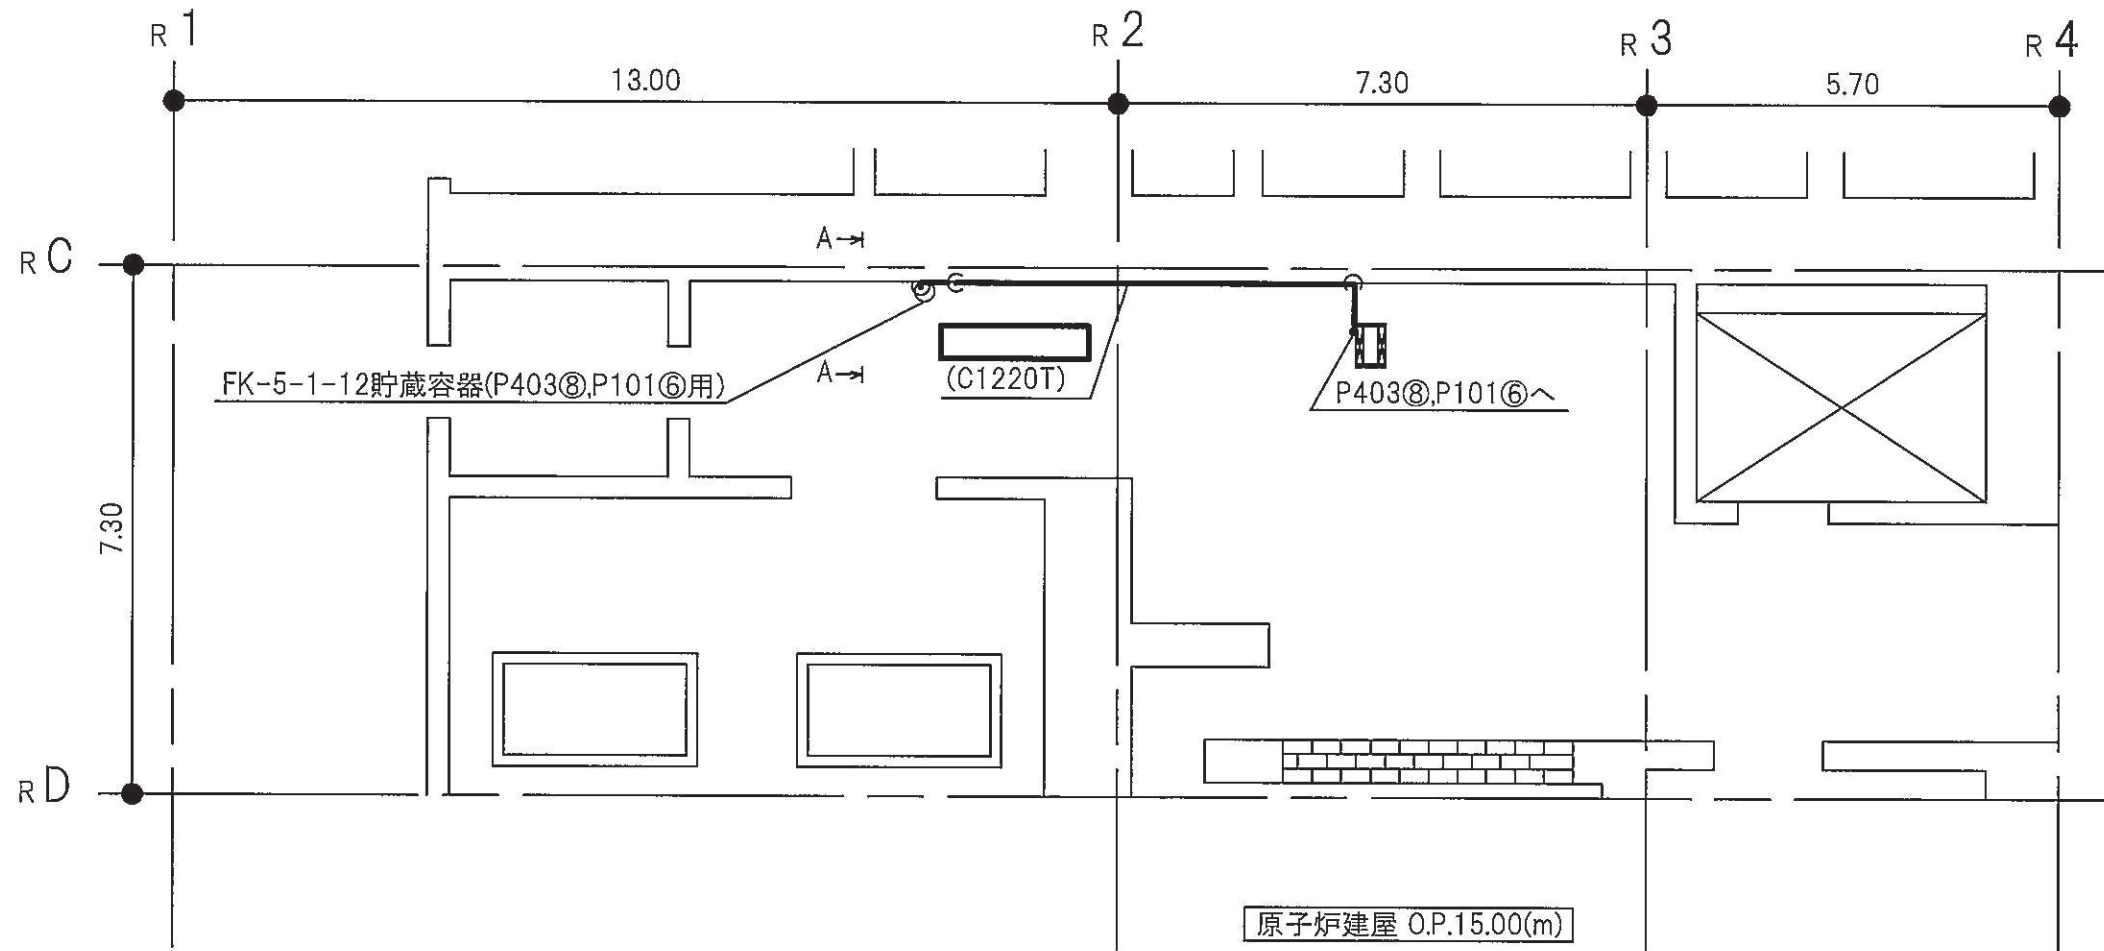 R 1
R 2
R 3
R 4
13.00
7.30
5.70
R C
A
FK-5-1-12貯蔵容器(P403⑧,P101⑥用)
A
(C1220T)
P403⑧,P101⑥へ
7.30
R D
原子炉建屋 O.P.15.00(m)